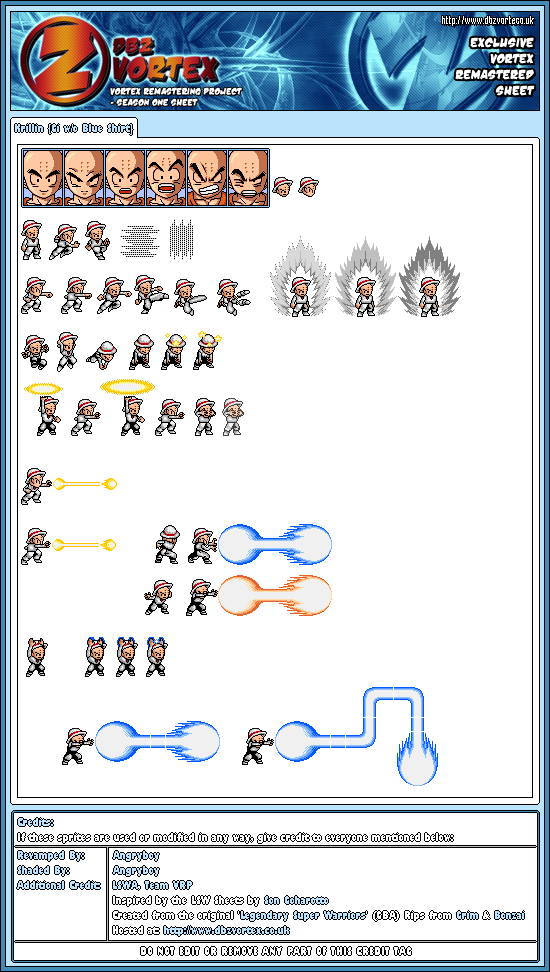 http://www.dbzvortex.co.uk
DBZ
VORTEX
VORTEX REMASTERING PROJECT
- SEASON ONE SHEET
EXCLUSIVE
VORTEX
REMASTERED
SHEET
Krillin (Gi w/o Blue Shirt)
Credits:
If these sprites are used or modified in any way, give credit to everyone mentioned below:
Revamped By: Angryboy
Shaded By: Angryboy
Additional Credit: LSWA, Team VRP
Inspired by the LSW Sheets by Son Goharotto
Created from the original 'Legendary Super Warriors' (GBA) Rips from Grim & Bonzai
Hosted at: http://www.dbzvortex.co.uk
DO NOT EDIT OR REMOVE ANY PART OF THIS CREDIT TAG